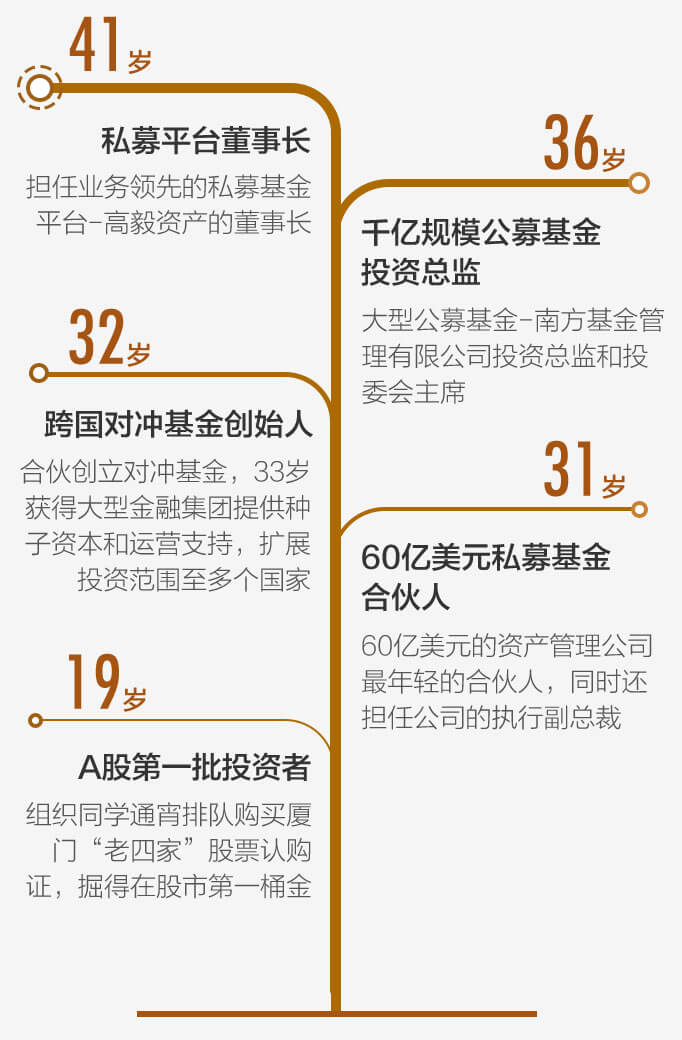 41岁
私募平台董事长
担任业务领先的私募基金
平台-高毅资产的董事长
36岁
千亿规模公募基金
投资总监
大型公募基金-南方基金管
理有限公司投资总监和投
委会主席
32岁
跨国对冲基金创始人
合伙创立对冲基金，33岁
获得大型金融集团提供种
子资本和运营支持，扩展
投资范围至多个国家
31岁
60亿美元私募基金
合伙人
60亿美元的资产管理公司
最年轻的合伙人，同时还
担任公司的执行副总裁
19岁
A股第一批投资者
组织同学通宵排队购买厦
门“老四家”股票认购
证，掘得在股市第一桶金